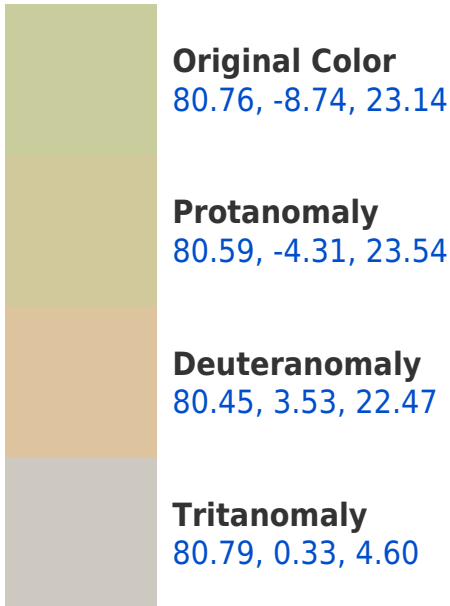 Original Color
80.76, -8.74, 23.14
Protanomaly
80.59, -4.31, 23.54
Deuteranomaly
80.45, 3.53, 22.47
Tritanomaly
80.79, 0.33, 4.60